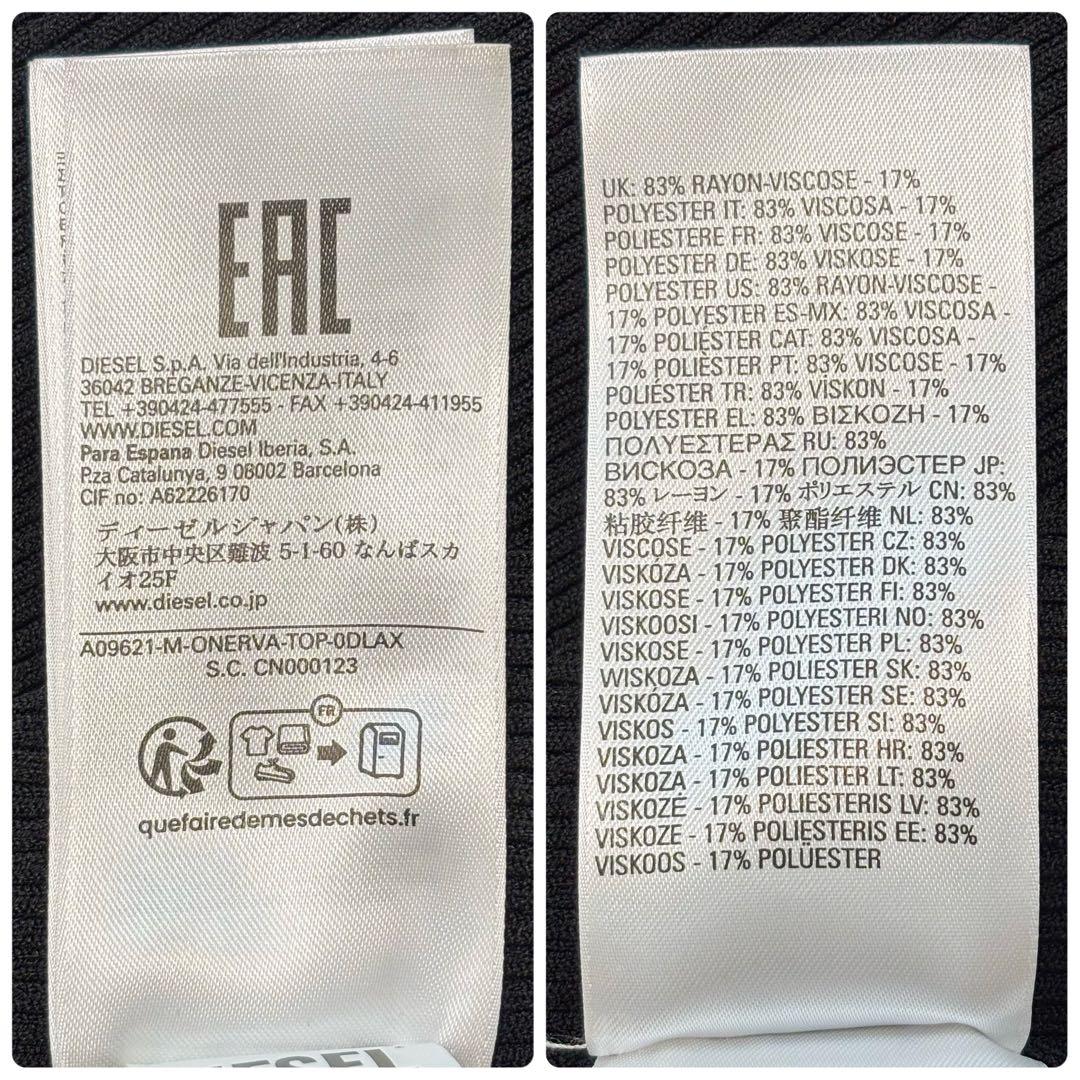 EAC
DIESEL S.p.A. Via dell'Industria, 4-6
36042 BREGANZE-VICENZA-ITALY
TEL +390424-477555 - FAX +390424-411955
WWW.DIESEL.COM
Para Espana Diesel Iberia, S.A.
P.za Catalunya, 9 08002 Barcelona
CIF no: A62226170
ディーゼルジャパン(株)
大阪市中央区難波 5-1-60 なんばスカ
イオ25F
www.diesel.co.jp
A09621-M-ONERVA-TOP-0DLAX
S.C. CN000123
FR
quefairedemesdechets.fr
DIESEL
UK: 83% RAYON-VISCOSE - 17%
POLYESTER IT: 83% VISCOSA - 17%
POLIESTERE FR: 83% VISCOSE - 17%
POLYESTER DE: 83% VISKOSE - 17%
POLYESTER US: 83% RAYON-VISCOSE -
17% POLYESTER ES-MX: 83% VISCOSA -
17% POLIÉSTER CAT: 83% VISCOSA -
17% POLIÈSTER PT: 83% VISCOSE - 17%
POLIÉSTER TR: 83% VİSKON - 17%
POLYESTER EL: 83% ΒΙΣΚΟΖΗ - 17%
ΠΟΛΥΕΣΤΕΡΑΣ RU: 83%
ВИСКОЗА - 17% ПОЛИЭСТЕР JP:
83% レーヨン - 17% ポリエステル CN: 83%
粘胶纤维 - 17% 聚酯纤维 NL: 83%
VISCOSE - 17% POLYESTER CZ: 83%
VISKÓZA - 17% POLYESTER DK: 83%
VISKOSE - 17% POLYESTER FI: 83%
VISKOOSI - 17% POLYESTERI NO: 83%
VISKOSE - 17% POLYESTER PL: 83%
WISKOZA - 17% POLIESTER SK: 83%
VISKÓZA - 17% POLYESTER SE: 83%
VISKOS - 17% POLYESTER SI: 83%
VISKOZA - 17% POLIESTER HR: 83%
VISKOZA - 17% POLIESTER LT: 83%
VISKOZĖ - 17% POLIESTERIS LV: 83%
VISKOZE - 17% POLIESTERIS EE: 83%
VISKOOS - 17% POLÜESTER